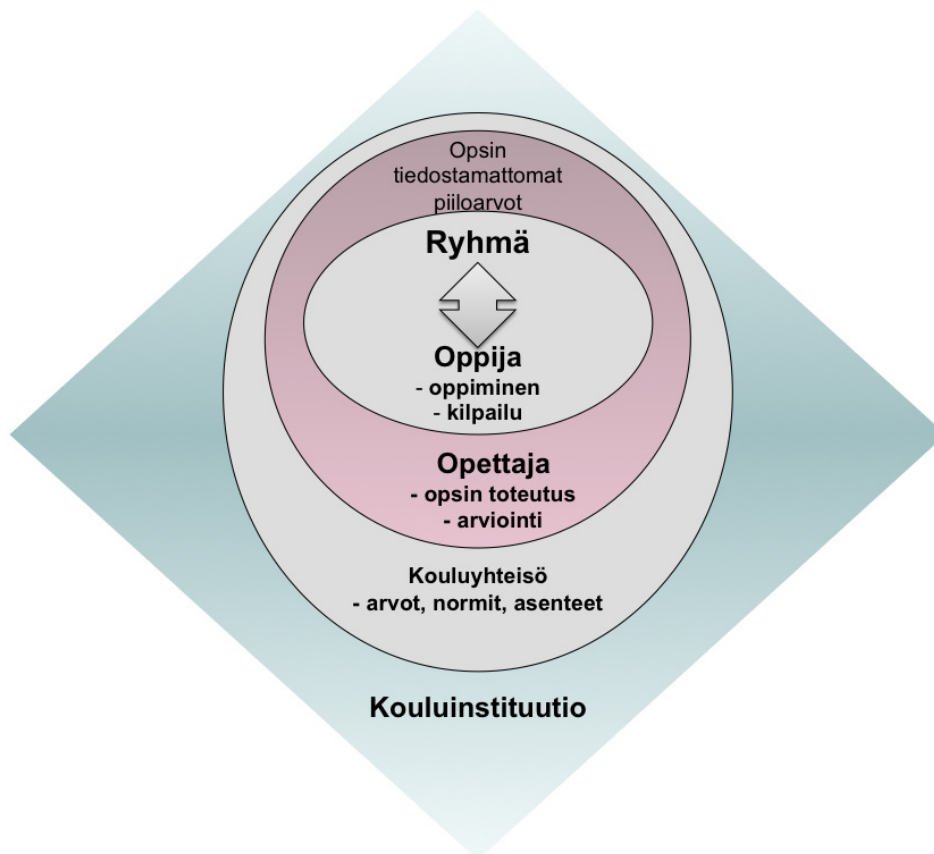 Opsin
tiedostamattomat
piiloarvot
Ryhmä
Oppija
- oppiminen
- kilpailu
Opettaja
- opsin toteutus
- arviointi
Kouluyhteisö
- arvot, normit, asenteet
Kouluinstituutio